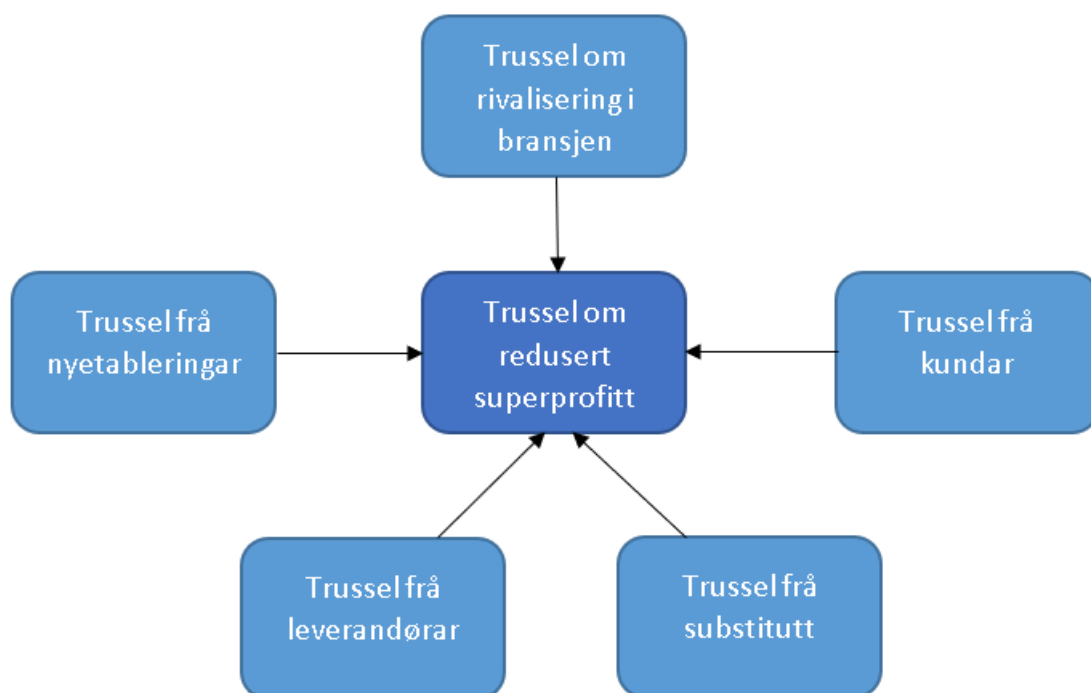 Trussel om
rivalisering i
bransjen
Trussel frå
nyetableringar
Trussel om
redusert
superprofitt
Trussel frå
kundar
Trussel frå
leverandørar
Trussel frå
substitutt